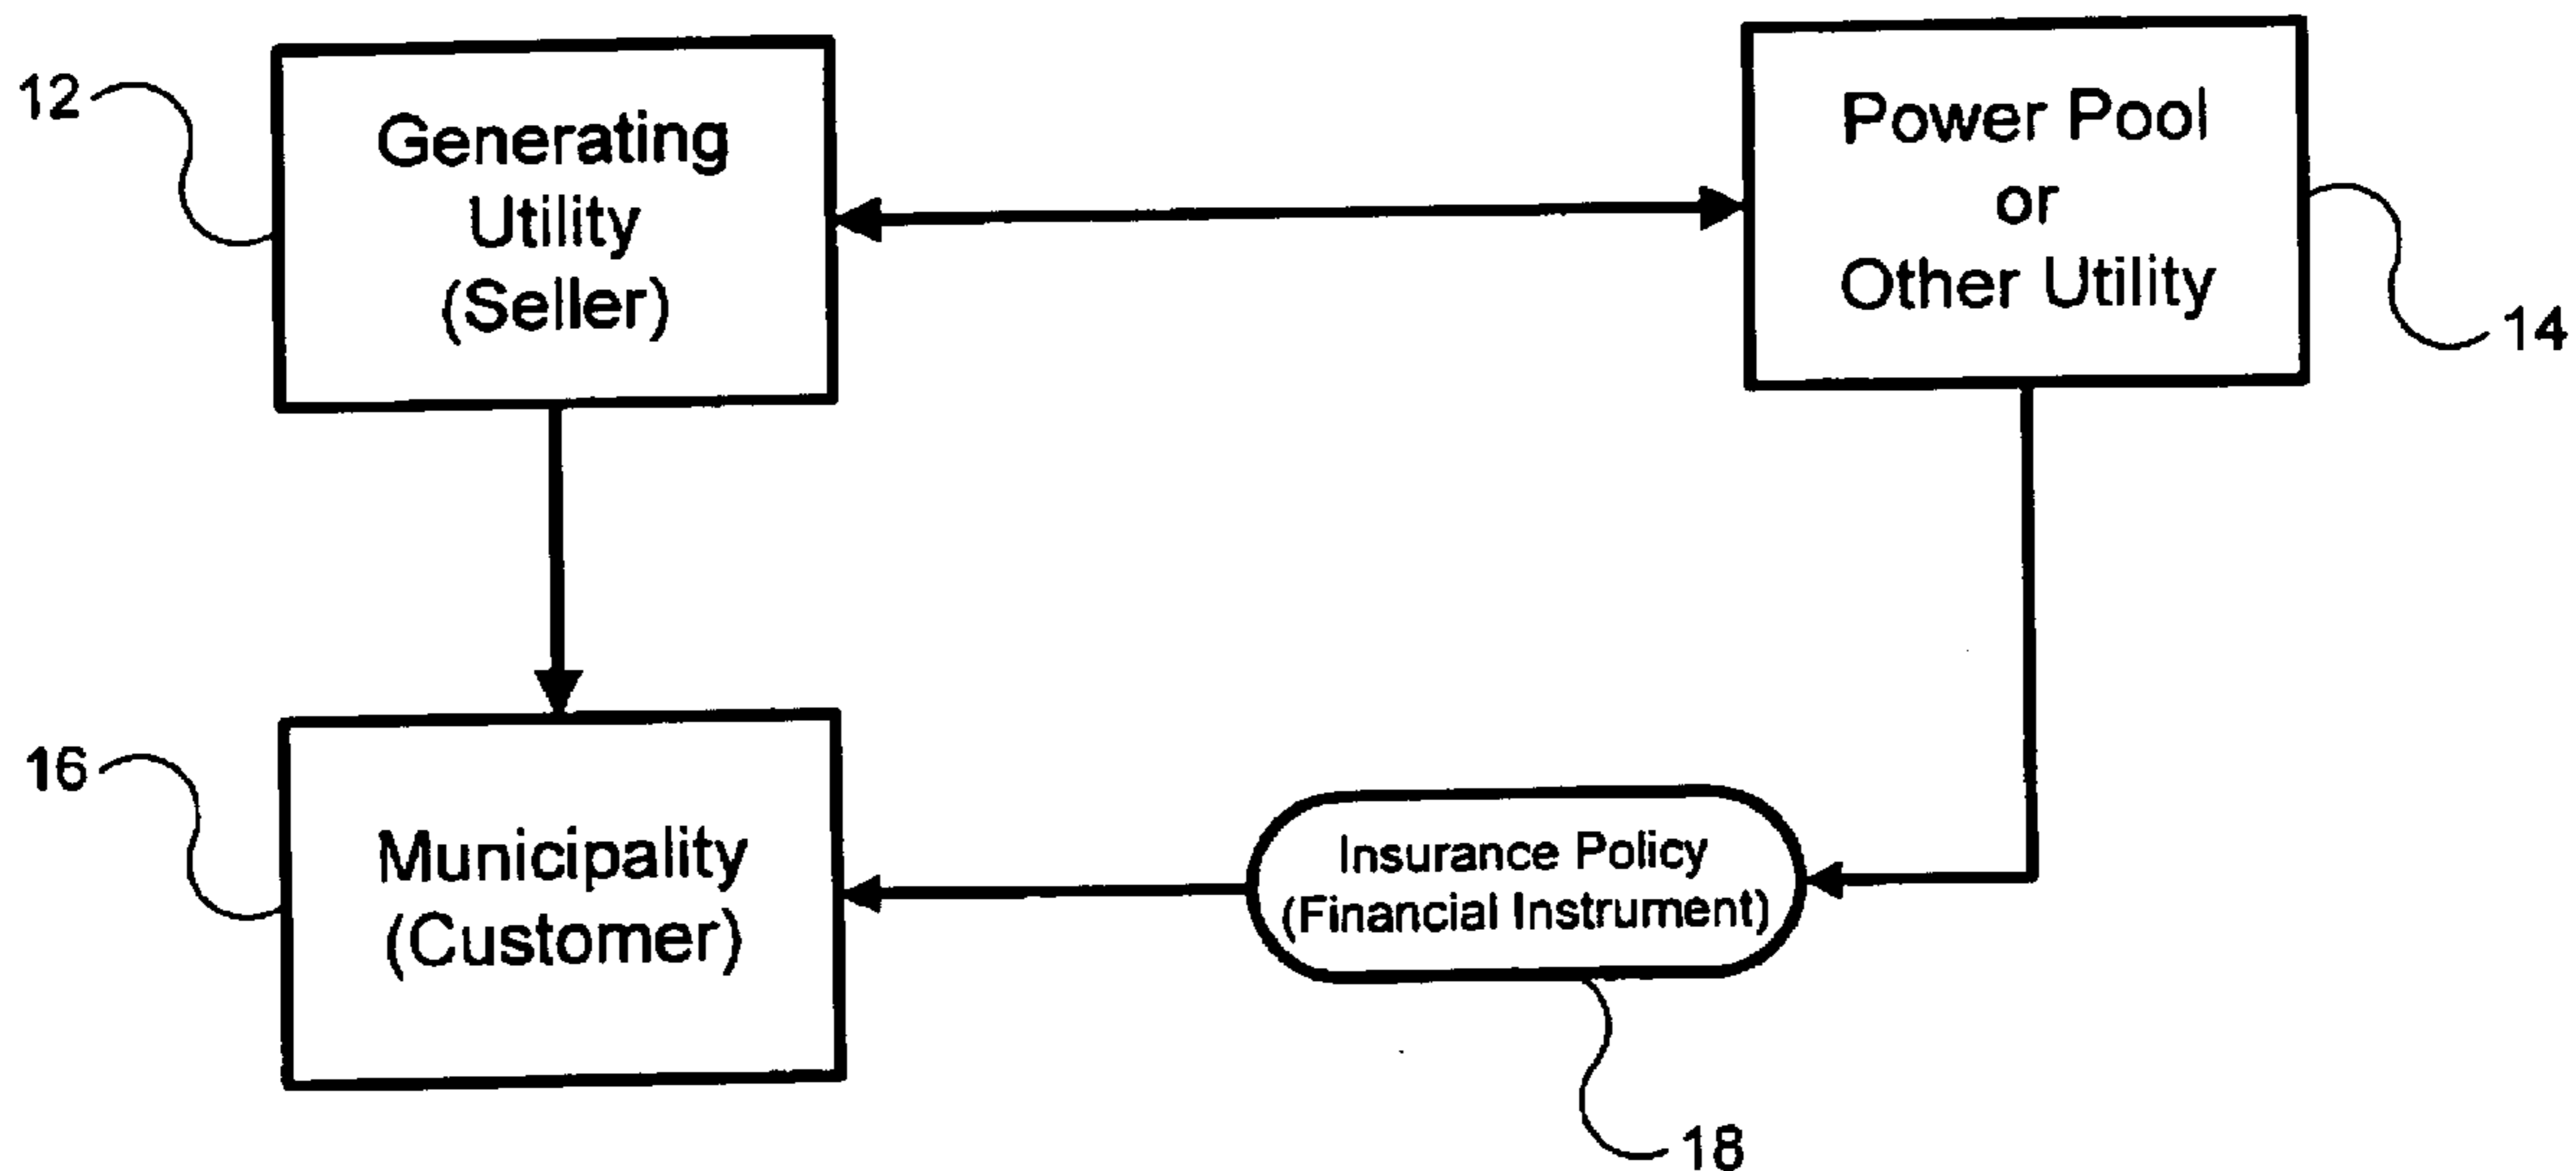 12
Generating
Utility
(Seller)
Power Pool
or
Other Utility
14
16
Municipality
(Customer)
Insurance Policy
(Financial Instrument)
18